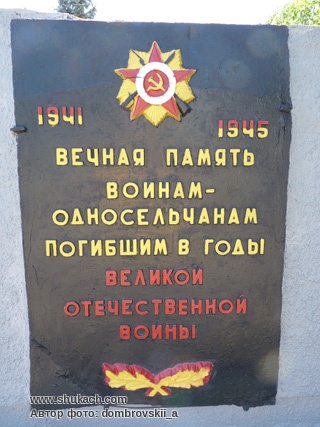 1941
1945
ВЕЧНАЯ ПАМЯТЬ
ВОИНАМ-
ОДНОСЕЛЬЧАНАМ
ПОГИБШИМ В ГОДЫ
ВЕЛИКОЙ
ОТЕЧЕСТВЕННОЙ
ВОЙНЫ
www.shukach.com
Автор фото: dombrovskii_a